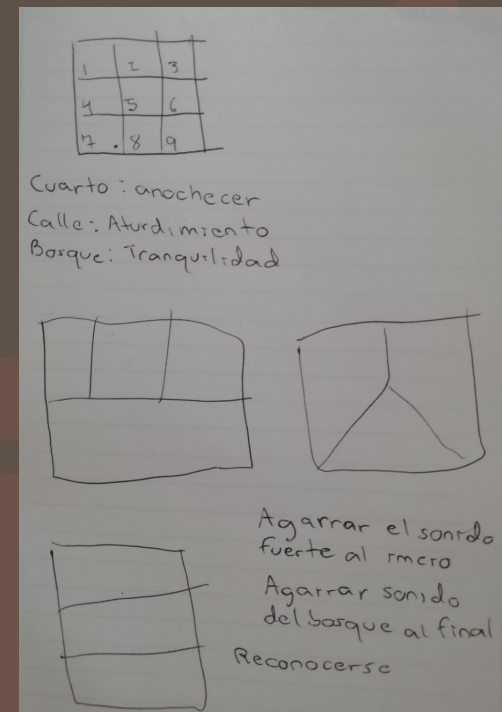 1 2 3
4 5 6
7 8 9
Cuarto: anochecer
Calle: Aturdimiento
Bosque: Tranquilidad
Agarrar el sonido
fuerte al imcio
Agarrar sonido
del bosque al final
Reconocerse